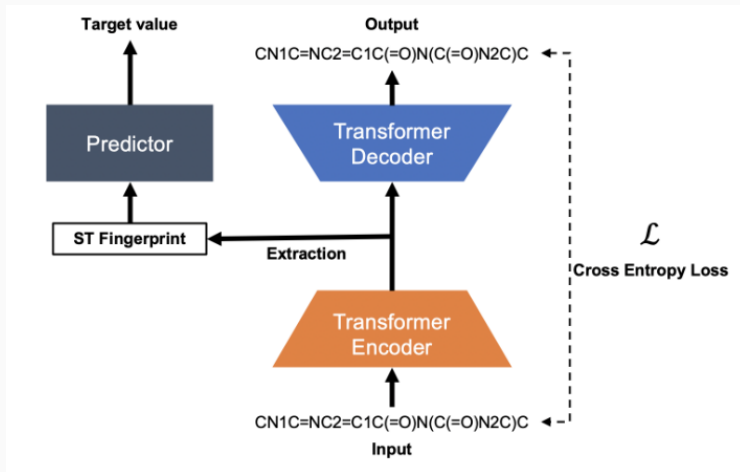 Target value
Output
CN1C=NC2=C1C(=O)N(C(=O)N2C)C
Predictor
Transformer
Decoder
ST Fingerprint
Extraction
ℒ
Cross Entropy Loss
Transformer
Encoder
CN1C=NC2=C1C(=O)N(C(=O)N2C)C
Input